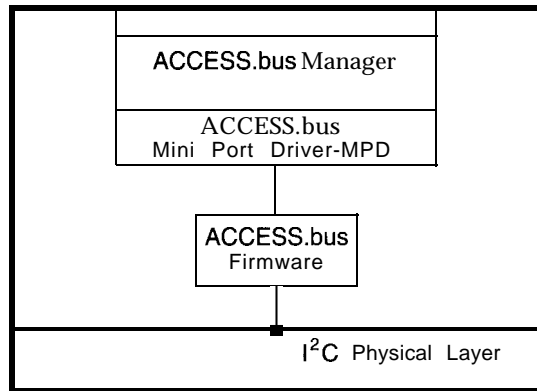 ACCESS.bus Manager
ACCESS.bus
Mini Port Driver-MPD
ACCESS.bus
Firmware
I²C Physical Layer